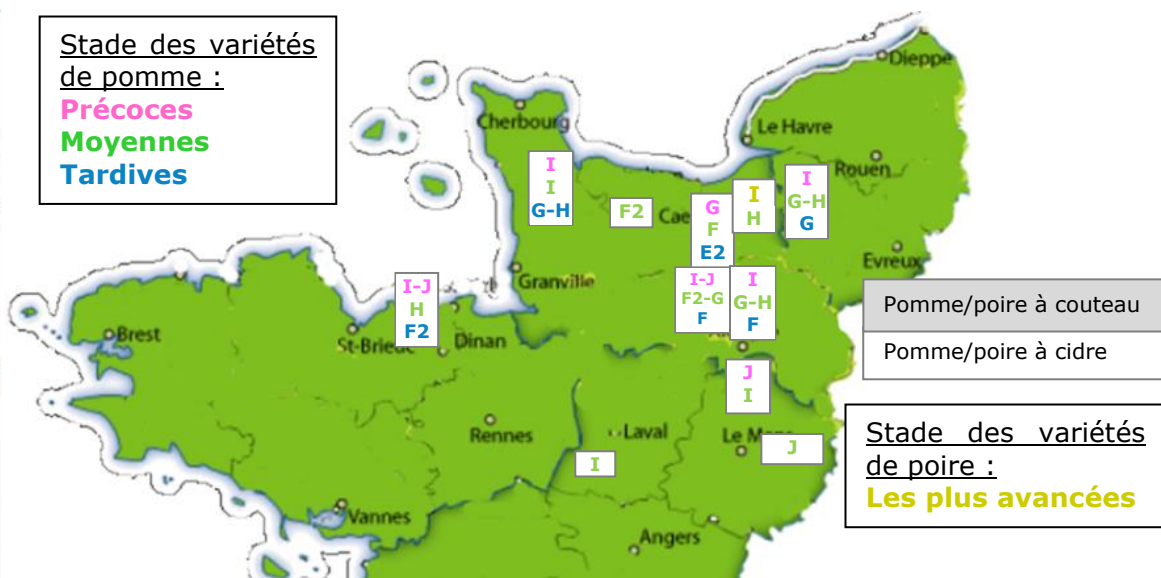 Stade des variétés
de pomme :
Précoces
Moyennes
Tardives
Dieppe
Cherbourg
Le Havre
Rouen
I
I
G-H
F2
Cae
G
F
E2
I
H
I
G-H
G
Evreux
Granville
I-J
H
F2
I-J
F2-G
F
I
G-H
F
Pomme/poire à couteau
Pomme/poire à cidre
Brest
St-Brieuc
Dinan
J
I
Rennes
Laval
Le Mans
J
I
Stade des variétés
de poire :
Les plus avancées
Vannes
Angers